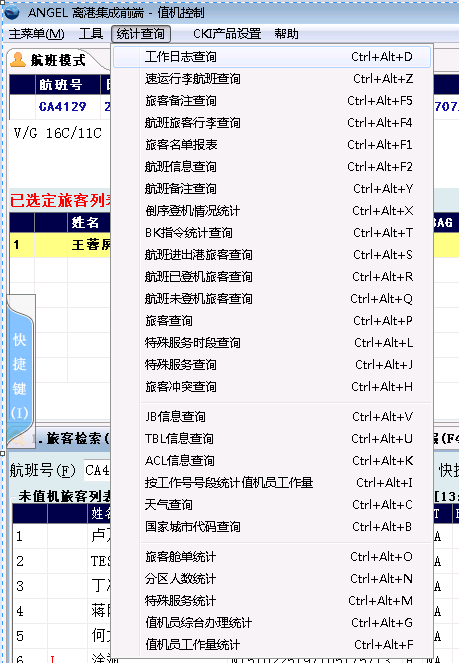 ANGEL 离港集成前端 - 值机控制
主菜单(M) 工具 统计查询 CKI产品设置 帮助
航班模式
工作日志查询 Ctrl+Alt+D
速运行李航班查询 Ctrl+Alt+Z
航班号
旅客备注查询 Ctrl+Alt+F5
CA4129 2 707
航班旅客行李查询 Ctrl+Alt+F4
V/G 16C/11C
旅客名单报表 Ctrl+Alt+F1
航班信息查询 Ctrl+Alt+F2
航班备注查询 Ctrl+Alt+Y
已选定旅客列
倒序登机情况统计 Ctrl+Alt+X
姓名 AG
BK指令统计查询 Ctrl+Alt+T
1 王蓉
航班进出港旅客查询 Ctrl+Alt+S
航班已登机旅客查询 Ctrl+Alt+R
航班未登机旅客查询 Ctrl+Alt+Q
旅客查询 Ctrl+Alt+P
快捷键(I)
特殊服务时段查询 Ctrl+Alt+L
特殊服务查询 Ctrl+Alt+J
旅客冲突查询 Ctrl+Alt+H
JB信息查询 Ctrl+Alt+V
1.旅客检索( (F4
TBL信息查询 Ctrl+Alt+U
ACL信息查询 Ctrl+Alt+K
航班号(F) CA4 快捷
按工作号号段统计值机员工作量 Ctrl+Alt+I
未值机旅客列 [13:
天气查询 Ctrl+Alt+C
姓 T
国家城市代码查询 Ctrl+Alt+B
1 卢 A
旅客舱单统计 Ctrl+Alt+O
2 TES A
分区人数统计 Ctrl+Alt+N
3 丁 A
特殊服务统计 Ctrl+Alt+M
4 蒋 A
值机员综合办理统计 Ctrl+Alt+G
5 何 A
值机员工作量统计 Ctrl+Alt+F
6 I 涂 A